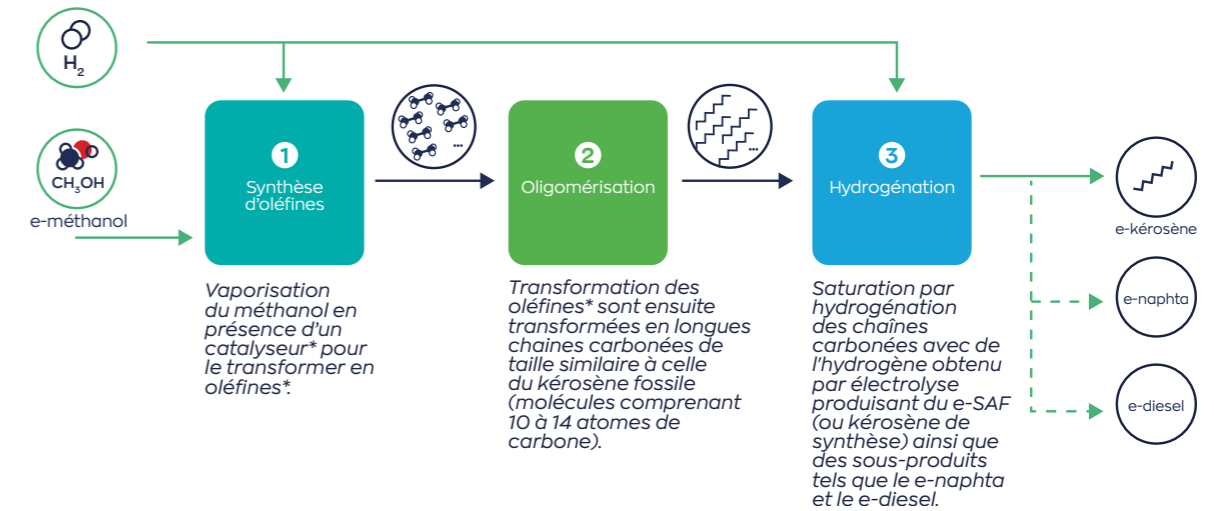 H2
CH3OH
e-méthanol
1
Synthèse
d'oléfines
...
2
Oligomérisation
...
3
Hydrogénation
e-kérosène
e-naphta
e-diesel
Vaporisation
du méthanol en
présence d'un
catalyseur* pour
le transformer en
oléfines*.
Transformation des
oléfines* sont ensuite
transformées en longues
chaines carbonées de
taille similaire à celle
du kérosène fossile
(molécules comprenant
10 à 14 atomes de
carbone).
Saturation par
hydrogénation
des chaînes
carbonées avec de
l'hydrogène obtenu
par électrolyse
produisant du e-SAF
(ou kérosène de
synthèse) ainsi que
des sous-produits
tels que le e-naphta
et le e-diesel.